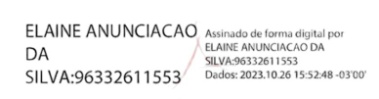 ELAINE ANUNCIACAO
DA
SILVA:96332611553
Assinado de forma digital por
ELAINE ANUNCIACAO DA
SILVA:96332611553
Dados: 2023.10.26 15:52:48 -03'00'